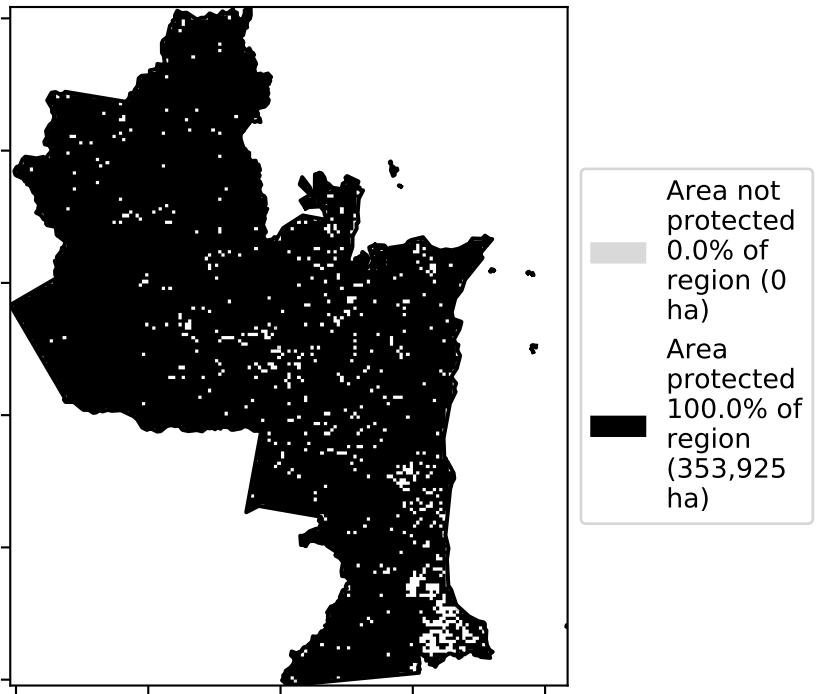 Area not
protected
0.0% of
region (0
ha)
Area
protected
100.0% of
region
(353,925
ha)